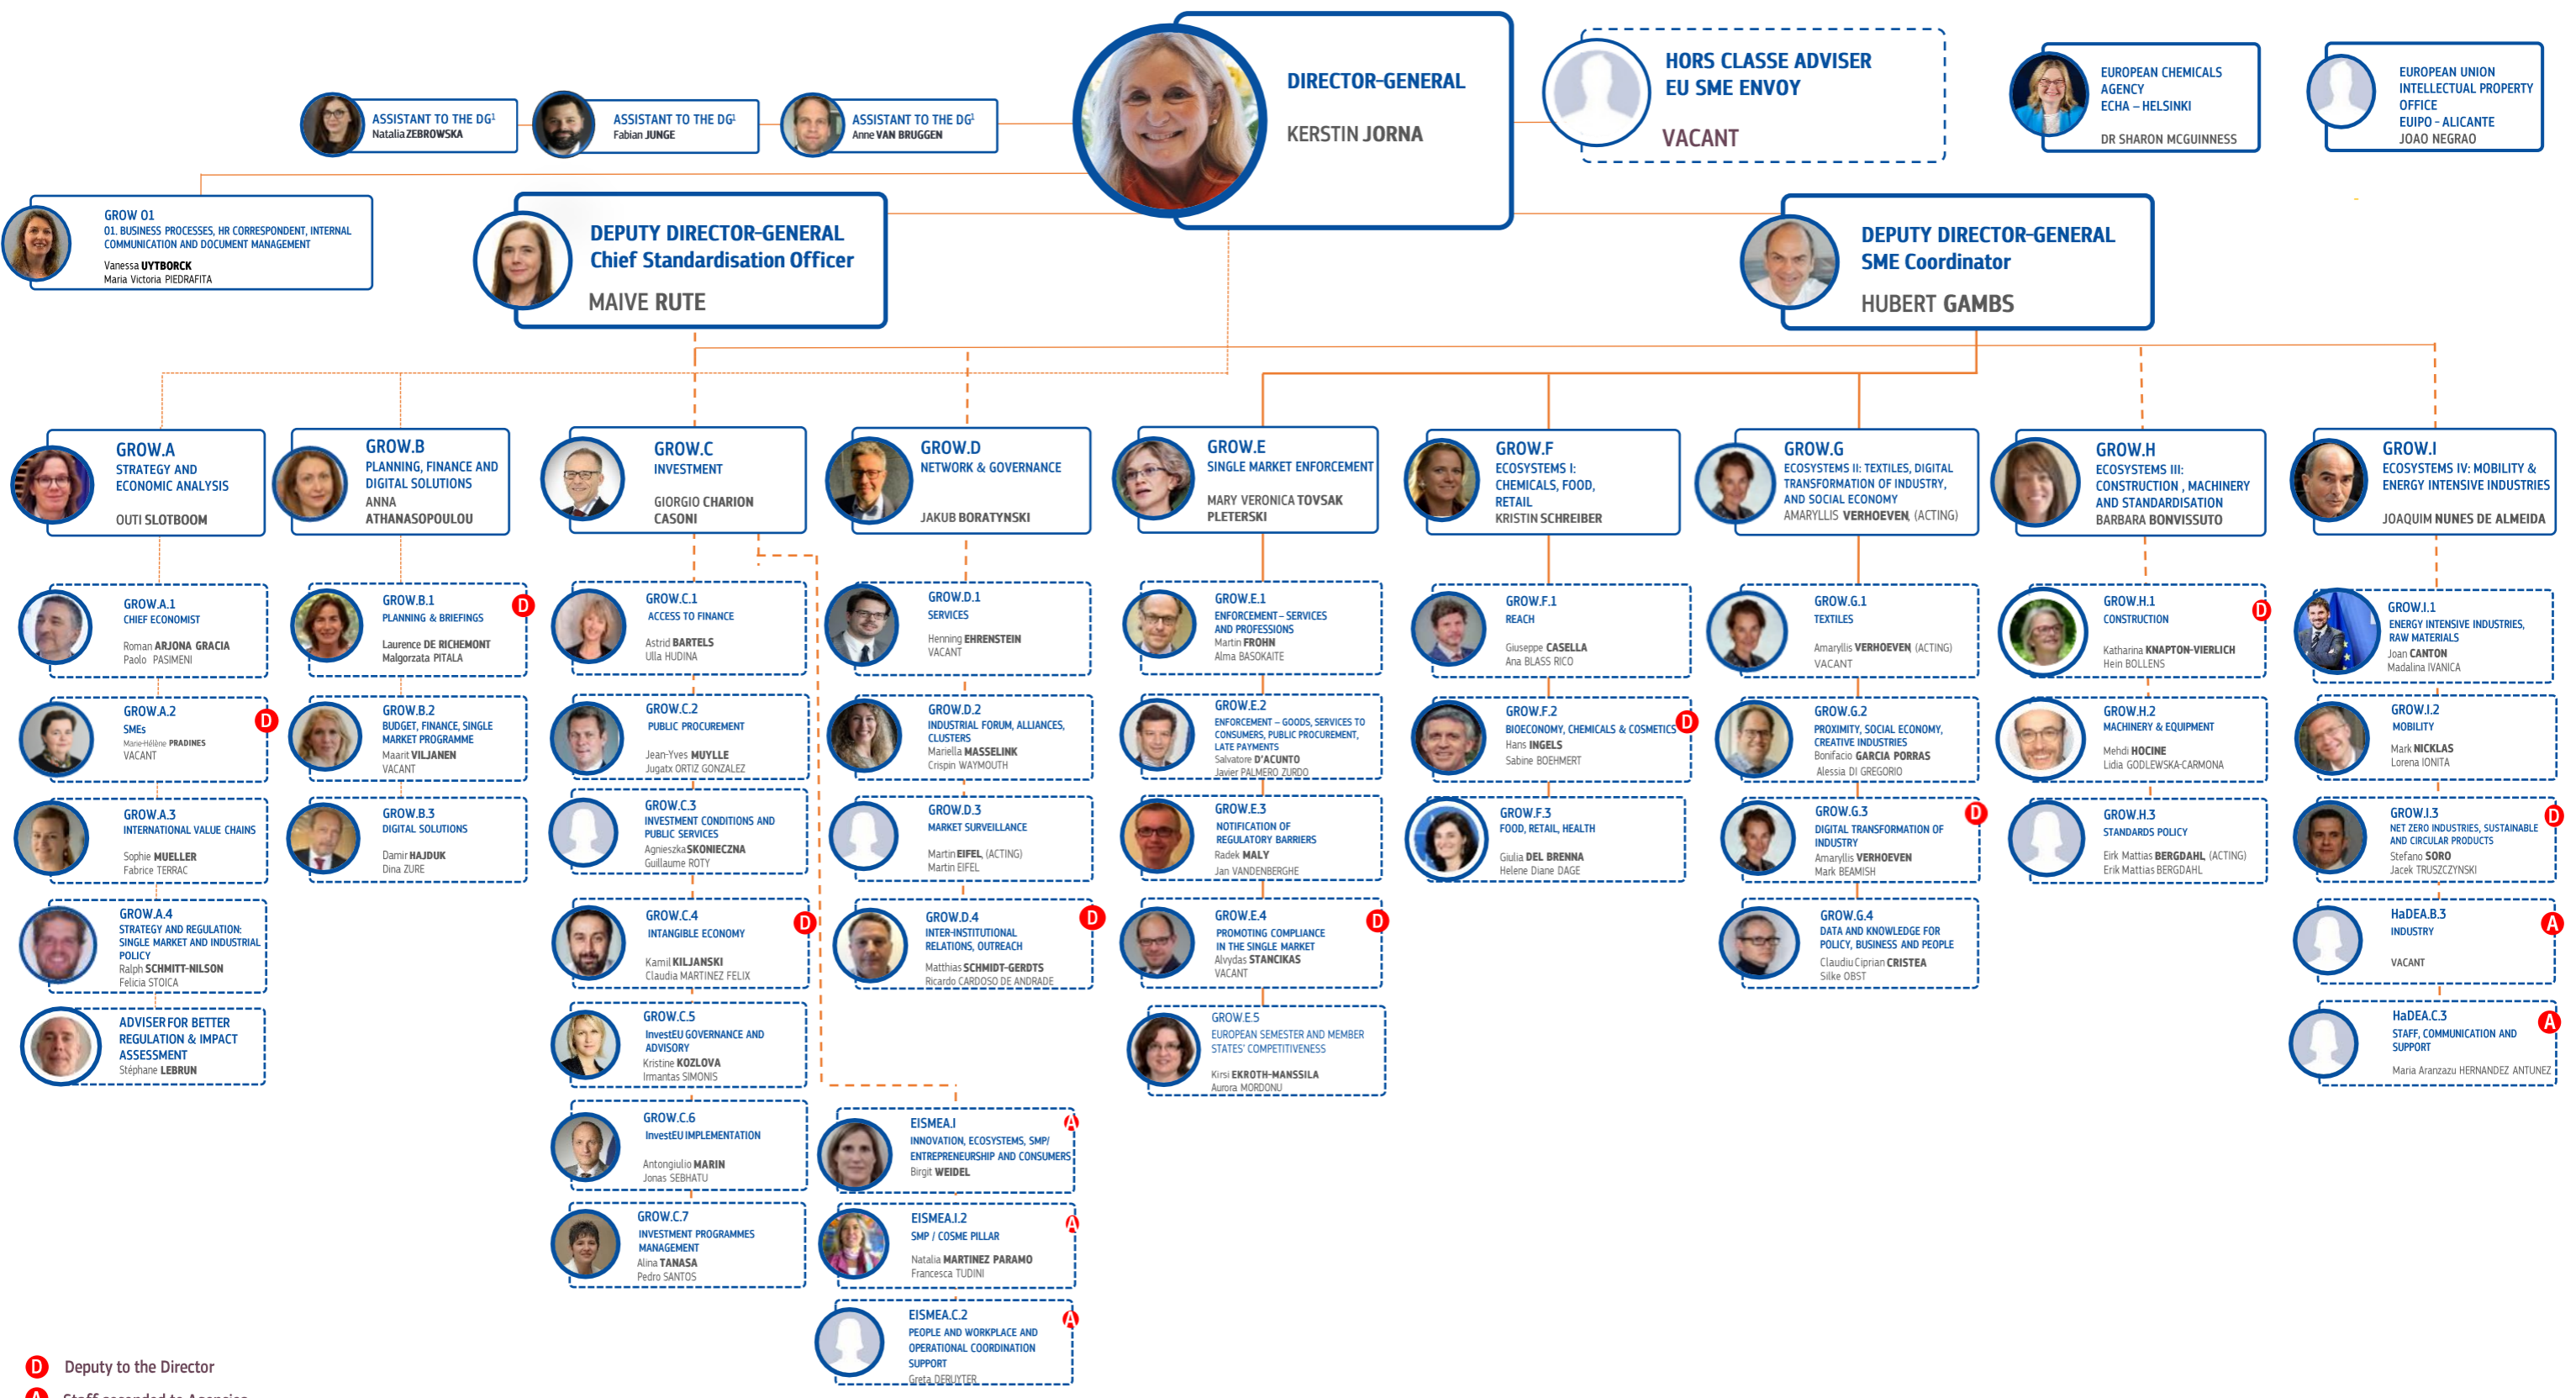 DIRECTOR-GENERAL
KERSTIN JORNA
HORS CLASSE ADVISER
EU SME ENVOY
VACANT
EUROPEAN CHEMICALS
AGENCY
ECHA – HELSINKI
DR SHARON MCGUINNESS
EUROPEAN UNION
INTELLECTUAL PROPERTY
OFFICE
EUIPO - ALICANTE
JOAO NEGRAO
ASSISTANT TO THE DG¹
Natalia ZEBROWSKA
ASSISTANT TO THE DG¹
Fabian JUNGE
ASSISTANT TO THE DG¹
Anne VAN BRUGGEN
GROW 01
01. BUSINESS PROCESSES, HR CORRESPONDENT, INTERNAL
COMMUNICATION AND DOCUMENT MANAGEMENT
Vanessa UYTBORCK
Maria Victoria PIEDRAFITA
DEPUTY DIRECTOR-GENERAL
Chief Standardisation Officer
MAIVE RUTE
DEPUTY DIRECTOR-GENERAL
SME Coordinator
HUBERT GAMBS
GROW.A
STRATEGY AND
ECONOMIC ANALYSIS
OUTI SLOTBOOM
GROW.B
PLANNING, FINANCE AND
DIGITAL SOLUTIONS
ANNA
ATHANASOPOULOU
GROW.C
INVESTMENT
GIORGIO CHARION
CASONI
GROW.D
NETWORK & GOVERNANCE
JAKUB BORATYNSKI
GROW.E
SINGLE MARKET ENFORCEMENT
MARY VERONICA TOVSAK
PLETERSKI
GROW.F
ECOSYSTEMS I:
CHEMICALS, FOOD,
RETAIL
KRISTIN SCHREIBER
GROW.G
ECOSYSTEMS II: TEXTILES, DIGITAL
TRANSFORMATION OF INDUSTRY,
AND SOCIAL ECONOMY
AMARYLLIS VERHOEVEN, (ACTING)
GROW.H
ECOSYSTEMS III:
CONSTRUCTION , MACHINERY
AND STANDARDISATION
BARBARA BONVISSUTO
GROW.I
ECOSYSTEMS IV: MOBILITY &
ENERGY INTENSIVE INDUSTRIES
JOAQUIM NUNES DE ALMEIDA
GROW.A.1
CHIEF ECONOMIST
Roman ARJONA GRACIA
Paolo PASIMENI
GROW.A.2
SMEs
Marie-Hélène PRADINES
VACANT
D
GROW.A.3
INTERNATIONAL VALUE CHAINS
Sophie MUELLER
Fabrice TERRAC
GROW.A.4
STRATEGY AND REGULATION:
SINGLE MARKET AND INDUSTRIAL
POLICY
Ralph SCHMITT-NILSON
Felicia STOICA
ADVISER FOR BETTER
REGULATION & IMPACT
ASSESSMENT
Stéphane LEBRUN
GROW.B.1
PLANNING & BRIEFINGS
Laurence DE RICHEMONT
Malgorzata PITALA
D
GROW.B.2
BUDGET, FINANCE, SINGLE
MARKET PROGRAMME
Maarit VILJANEN
VACANT
GROW.B.3
DIGITAL SOLUTIONS
Damir HAJDUK
Dina ZURE
GROW.C.1
ACCESS TO FINANCE
Astrid BARTELS
Ulla HUDINA
GROW.C.2
PUBLIC PROCUREMENT
Jean-Yves MUYLLE
Jugatx ORTIZ GONZALEZ
GROW.C.3
INVESTMENT CONDITIONS AND
PUBLIC SERVICES
Agnieszka SKONIECZNA
Guillaume ROTY
GROW.C.4
INTANGIBLE ECONOMY
Kamil KILJANSKI
Claudia MARTINEZ FELIX
D
GROW.C.5
InvestEU GOVERNANCE AND
ADVISORY
Kristine KOZLOVA
Irmantas SIMONIS
GROW.C.6
InvestEU IMPLEMENTATION
Antongiulio MARIN
Jonas SEBHATU
GROW.C.7
INVESTMENT PROGRAMMES
MANAGEMENT
Alina TANASA
Pedro SANTOS
GROW.D.1
SERVICES
Henning EHRENSTEIN
VACANT
GROW.D.2
INDUSTRIAL FORUM, ALLIANCES,
CLUSTERS
Mariella MASSELINK
Crispin WAYMOUTH
GROW.D.3
MARKET SURVEILLANCE
Martin EIFEL, (ACTING)
Martin EIFEL
GROW.D.4
INTER-INSTITUTIONAL
RELATIONS, OUTREACH
Matthias SCHMIDT-GERDTS
Ricardo CARDOSO DE ANDRADE
D
EISMEA.I
INNOVATION, ECOSYSTEMS, SMP/
ENTREPRENEURSHIP AND CONSUMERS
Birgit WEIDEL
A
EISMEA.I.2
SMP / COSME PILLAR
Natalia MARTINEZ PARAMO
Francesca TUDINI
A
EISMEA.C.2
PEOPLE AND WORKPLACE AND
OPERATIONAL COORDINATION
SUPPORT
Greta DERUYTER
A
GROW.E.1
ENFORCEMENT – SERVICES
AND PROFESSIONS
Martin FROHN
Alma BASOKAITE
GROW.E.2
ENFORCEMENT – GOODS, SERVICES TO
CONSUMERS, PUBLIC PROCUREMENT,
LATE PAYMENTS
Salvatore D'ACUNTO
Javier PALMERO ZURDO
GROW.E.3
NOTIFICATION OF
REGULATORY BARRIERS
Radek MALY
Jan VANDENBERGHE
GROW.E.4
PROMOTING COMPLIANCE
IN THE SINGLE MARKET
Alvydas STANCIKAS
VACANT
D
GROW.E.5
EUROPEAN SEMESTER AND MEMBER
STATES' COMPETITIVENESS
Kirsi EKROTH-MANSSILA
Aurora MORDONU
GROW.F.1
REACH
Giuseppe CASELLA
Ana BLASS RICO
GROW.F.2
BIOECONOMY, CHEMICALS & COSMETICS
Hans INGELS
Sabine BOEHMERT
D
GROW.F.3
FOOD, RETAIL, HEALTH
Giulia DEL BRENNA
Helene Diane DAGE
GROW.G.1
TEXTILES
Amaryllis VERHOEVEN, (ACTING)
VACANT
GROW.G.2
PROXIMITY, SOCIAL ECONOMY,
CREATIVE INDUSTRIES
Bonifacio GARCIA PORRAS
Alessia DI GREGORIO
GROW.G.3
DIGITAL TRANSFORMATION OF
INDUSTRY
Amaryllis VERHOEVEN
Mark BEAMISH
D
GROW.G.4
DATA AND KNOWLEDGE FOR
POLICY, BUSINESS AND PEOPLE
Claudiu Ciprian CRISTEA
Silke OBST
GROW.H.1
CONSTRUCTION
Katharina KNAPTON-VIERLICH
Hein BOLLENS
D
GROW.H.2
MACHINERY & EQUIPMENT
Mehdi HOCINE
Lidia GODLEWSKA-CARMONA
GROW.H.3
STANDARDS POLICY
Eirk Mattias BERGDAHL, (ACTING)
Erik Mattias BERGDAHL
GROW.I.1
ENERGY INTENSIVE INDUSTRIES,
RAW MATERIALS
Joan CANTON
Madalina IVANICA
GROW.I.2
MOBILITY
Mark NICKLAS
Lorena IONITA
GROW.I.3
NET ZERO INDUSTRIES, SUSTAINABLE
AND CIRCULAR PRODUCTS
Stefano SORO
Jacek TRUSZCZYNSKI
D
HaDEA.B.3
INDUSTRY
VACANT
A
HaDEA.C.3
STAFF, COMMUNICATION AND
SUPPORT
Maria Aranzazu HERNANDEZ ANTUNEZ
A
D Deputy to the Director
A Staff seconded to Agencies